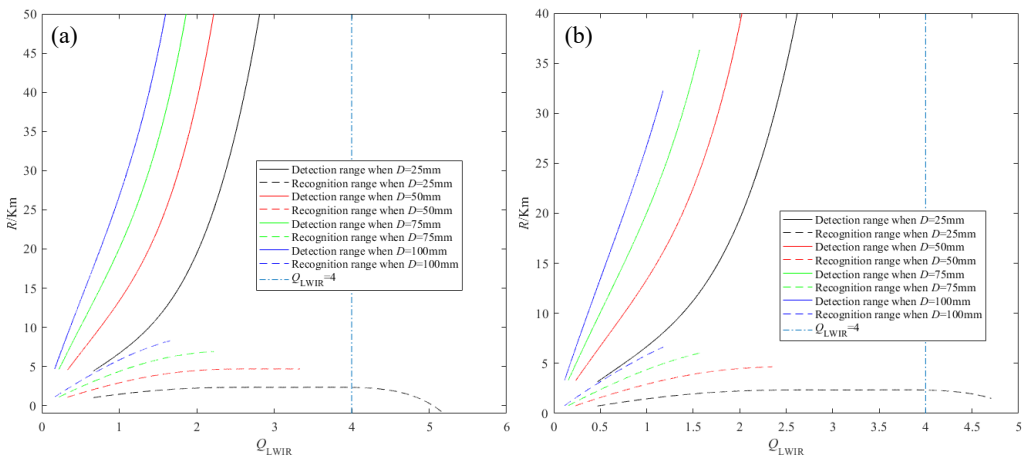 (a)
50
45
40
35
30
25
20
15
10
5
0
R/Km
0
1
2
3
4
5
6
Q_LWIR
Detection range when D=25mm
Recognition range when D=25mm
Detection range when D=50mm
Recognition range when D=50mm
Detection range when D=75mm
Recognition range when D=75mm
Detection range when D=100mm
Recognition range when D=100mm
Q_LWIR=4
(b)
40
35
30
25
20
15
10
5
0
R/Km
0
0.5
1
1.5
2
2.5
3
3.5
4
4.5
5
Q_LWIR
Detection range when D=25mm
Recognition range when D=25mm
Detection range when D=50mm
Recognition range when D=50mm
Detection range when D=75mm
Recognition range when D=75mm
Detection range when D=100mm
Recognition range when D=100mm
Q_LWIR=4